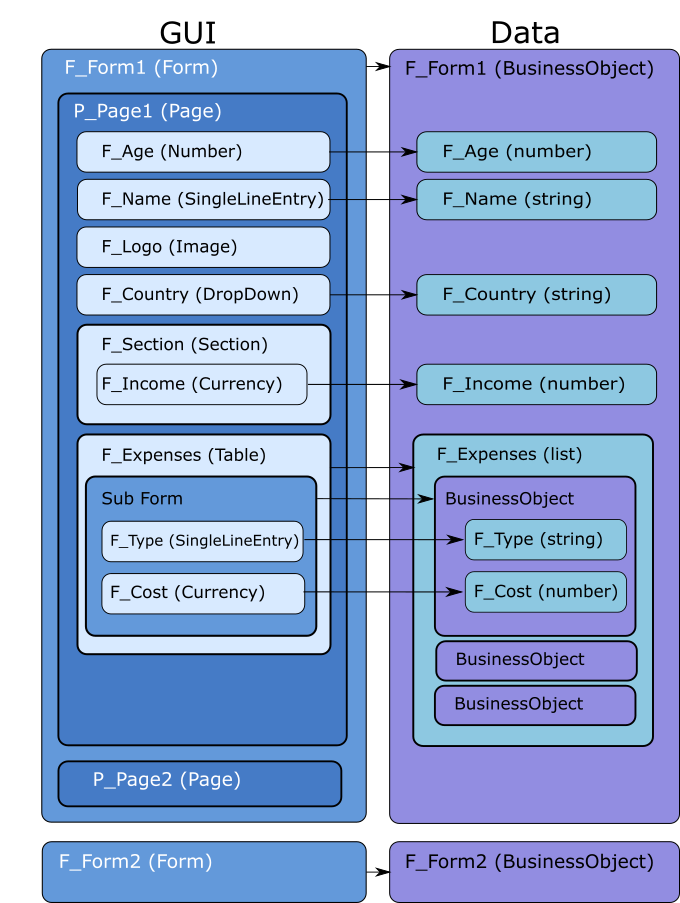 GUI
Data
F_Form1 (Form)
F_Form1 (BusinessObject)
P_Page1 (Page)
F_Age (Number)
F_Age (number)
F_Name (SingleLineEntry)
F_Name (string)
F_Logo (Image)
F_Country (DropDown)
F_Country (string)
F_Section (Section)
F_Income (Currency)
F_Income (number)
F_Expenses (Table)
F_Expenses (list)
Sub Form
BusinessObject
F_Type (SingleLineEntry)
F_Type (string)
F_Cost (Currency)
F_Cost (number)
BusinessObject
BusinessObject
P_Page2 (Page)
F_Form2 (Form)
F_Form2 (BusinessObject)